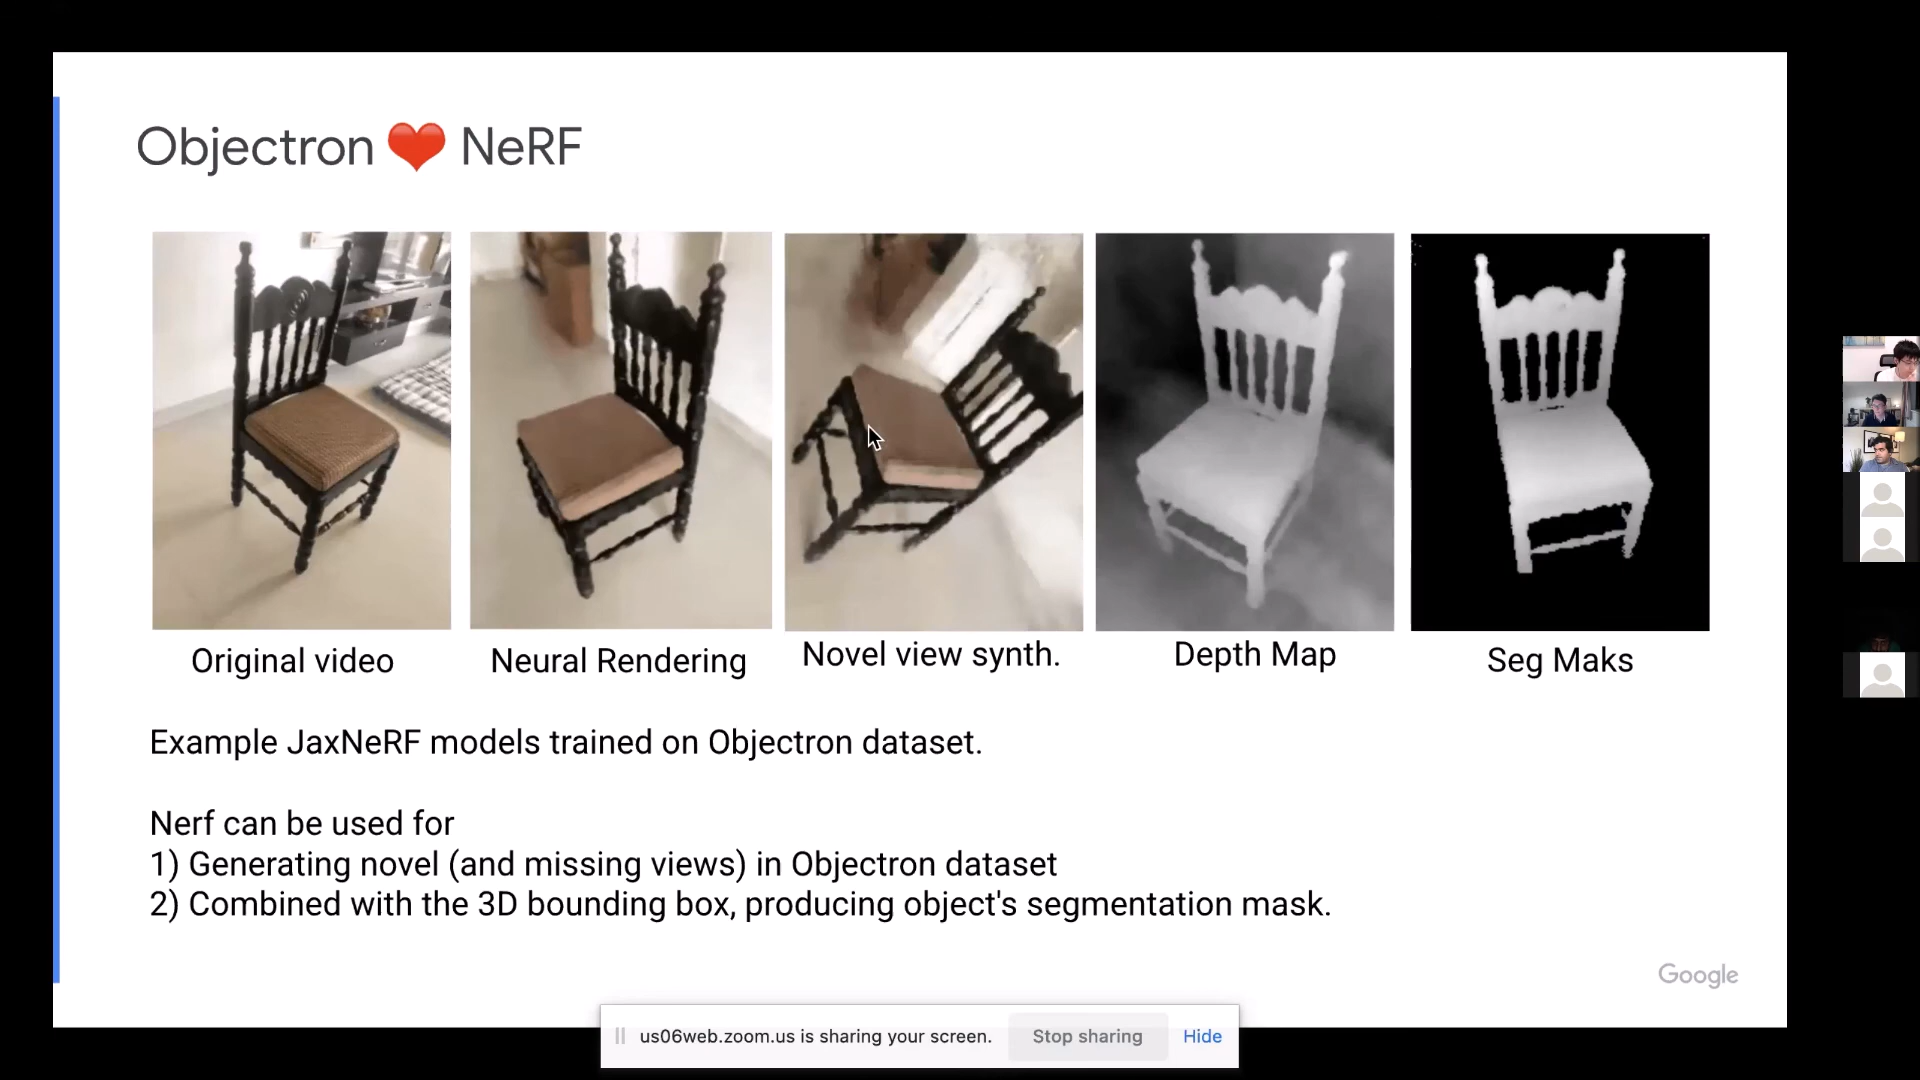 Objectron ❤️ NeRF
Original video
Neural Rendering
Novel view synth.
Depth Map
Seg Maks
Example JaxNeRF models trained on Objectron dataset.
Nerf can be used for
1) Generating novel (and missing views) in Objectron dataset
2) Combined with the 3D bounding box, producing object's segmentation mask.
Google
us06web.zoom.us is sharing your screen.
Stop sharing
Hide